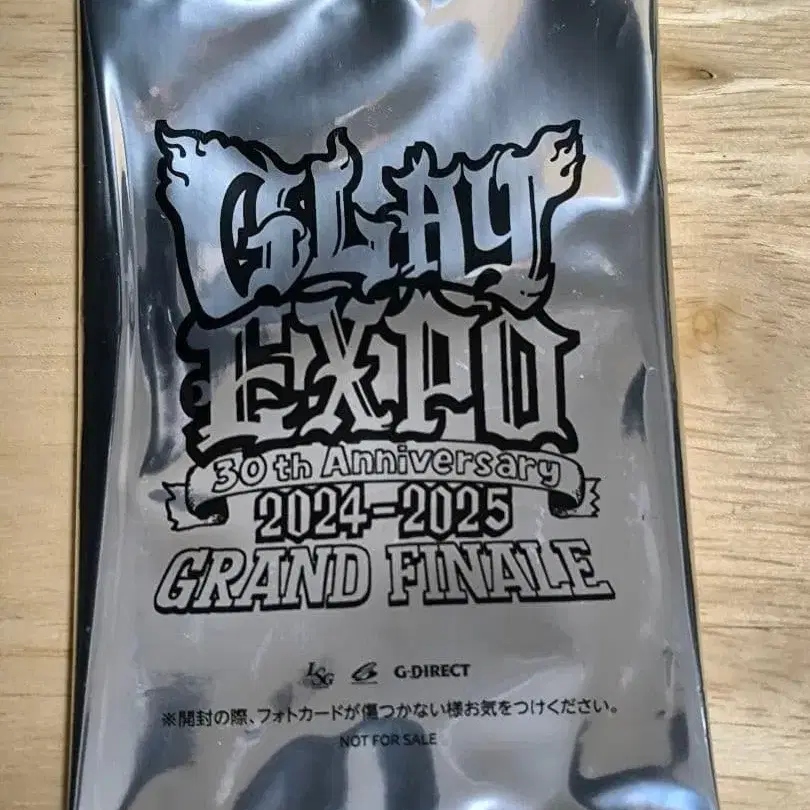 GLAY
EXPO
30th Anniversary
2024-2025
GRAND FINALE
LSG G G-DIRECT
※開封の際、フォトカードが傷つかない様お気をつけください。
NOT FOR SALE